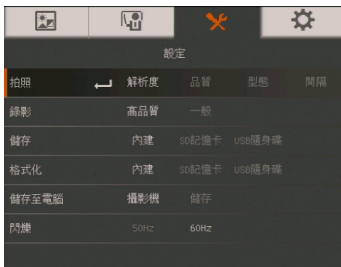 設定
拍照 解析度 品質 型態 間隔
錄影 高品質 一般
儲存 內建 SD記憶卡 USB隨身碟
格式化 內建 SD記憶卡 USB隨身碟
儲存至電腦 攝影機 儲存
閃爍 50Hz 60Hz